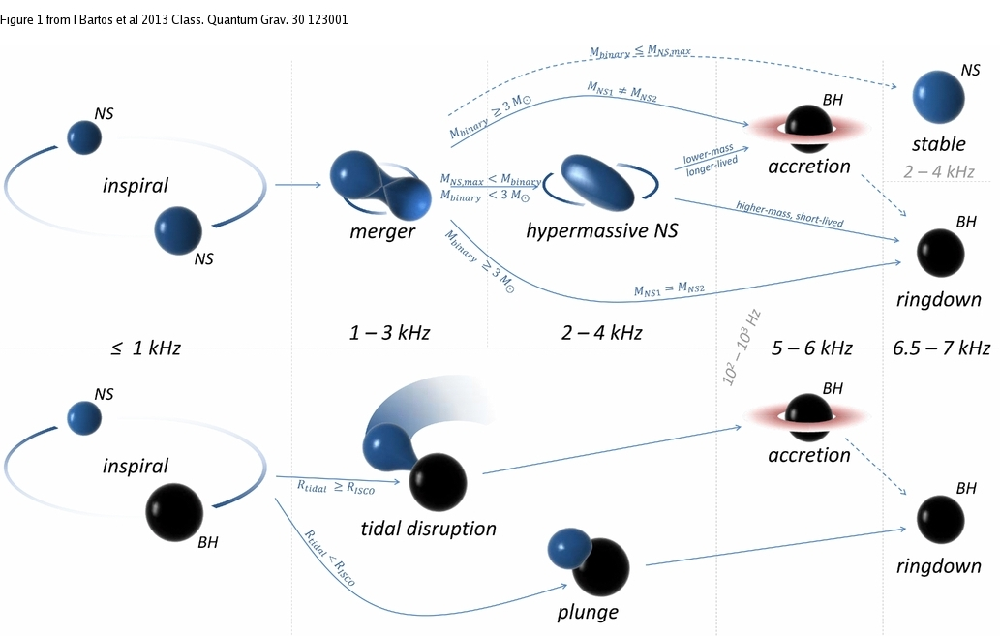 Figure 1 from I Bartos et al 2013 Class. Quantum Grav. 30 123001
NS
inspiral
NS
merger
M_binary ≤ M_NS,max
M_binary ≥ 3 M_⊙
M_NS1 ≠ M_NS2
M_NS,max < M_binary
M_binary < 3 M_⊙
M_binary ≥ 3 M_⊙
M_NS1 = M_NS2
hypermassive NS
lower-mass
longer-lived
higher-mass, short-lived
BH
accretion
NS
stable
2 – 4 kHz
BH
ringdown
≤ 1 kHz
1 – 3 kHz
2 – 4 kHz
10² – 10³ Hz
5 – 6 kHz
6.5 – 7 kHz
NS
inspiral
BH
R_tidal ≥ R_ISCO
R_tidal < R_ISCO
tidal disruption
plunge
BH
accretion
BH
ringdown